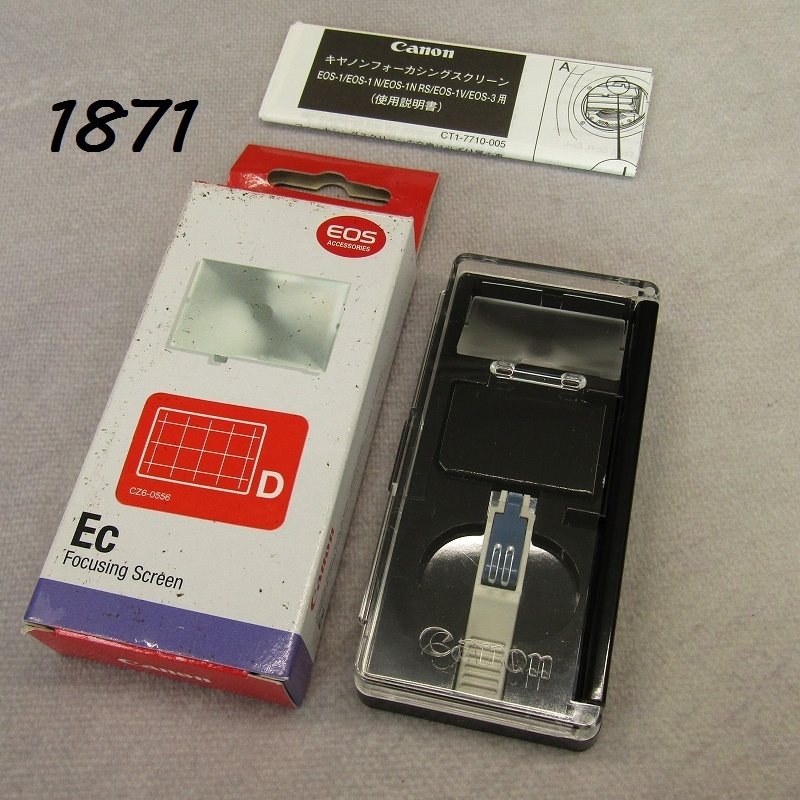 1871
Canon
キヤノンフォーカシングスクリーン
EOS-1/EOS-1 N/EOS-1N RS/EOS-1V/EOS-3 用
(使用説明書)
CT1-7710-005
A
EOS
ACCESSORIES
CZ6-0556
D
Ec
Focusing Screen
Canon
Canon
Canon